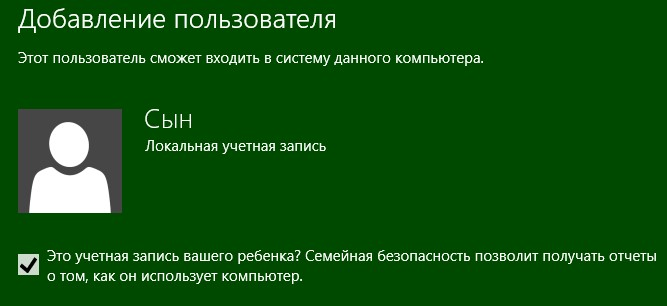 Добавление пользователя
Этот пользователь сможет входить в систему данного компьютера.
Сын
Локальная учетная запись
Это учетная запись вашего ребенка? Семейная безопасность позволит получать отчеты
о том, как он использует компьютер.